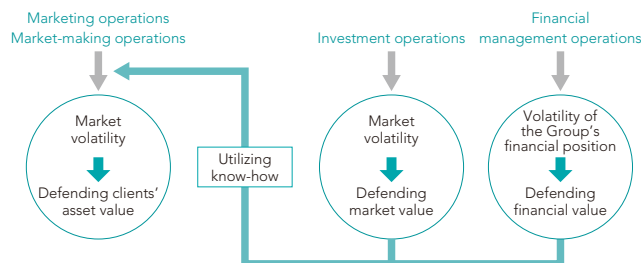 Marketing operations
Market-making operations
Investment operations
Financial
management operations
Market
volatility
Defending clients'
asset value
Utilizing
know-how
Market
volatility
Defending
market value
Volatility of
the Group's
financial position
Defending
financial value